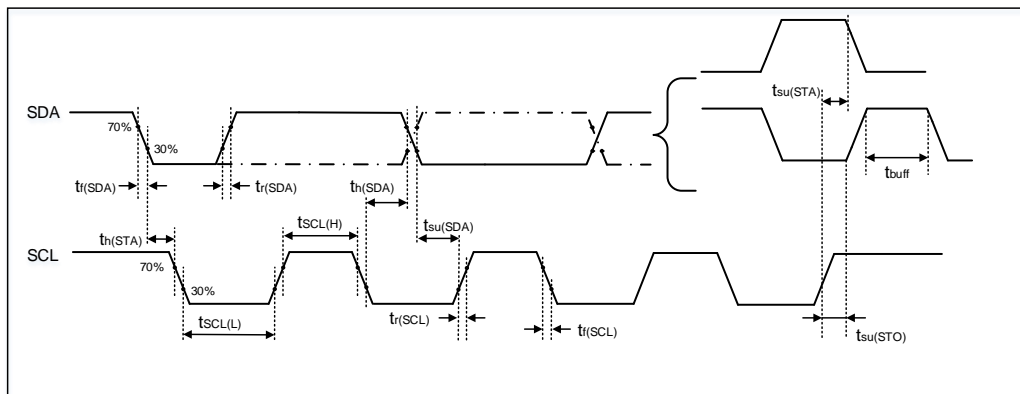 tsu(STA)
SDA
70%
30%
tbuff
tf(SDA)
tr(SDA)
th(SDA)
tSCL(H)
tsu(SDA)
th(STA)
SCL
70%
30%
tSCL(L)
tr(SCL)
tf(SCL)
tsu(STO)